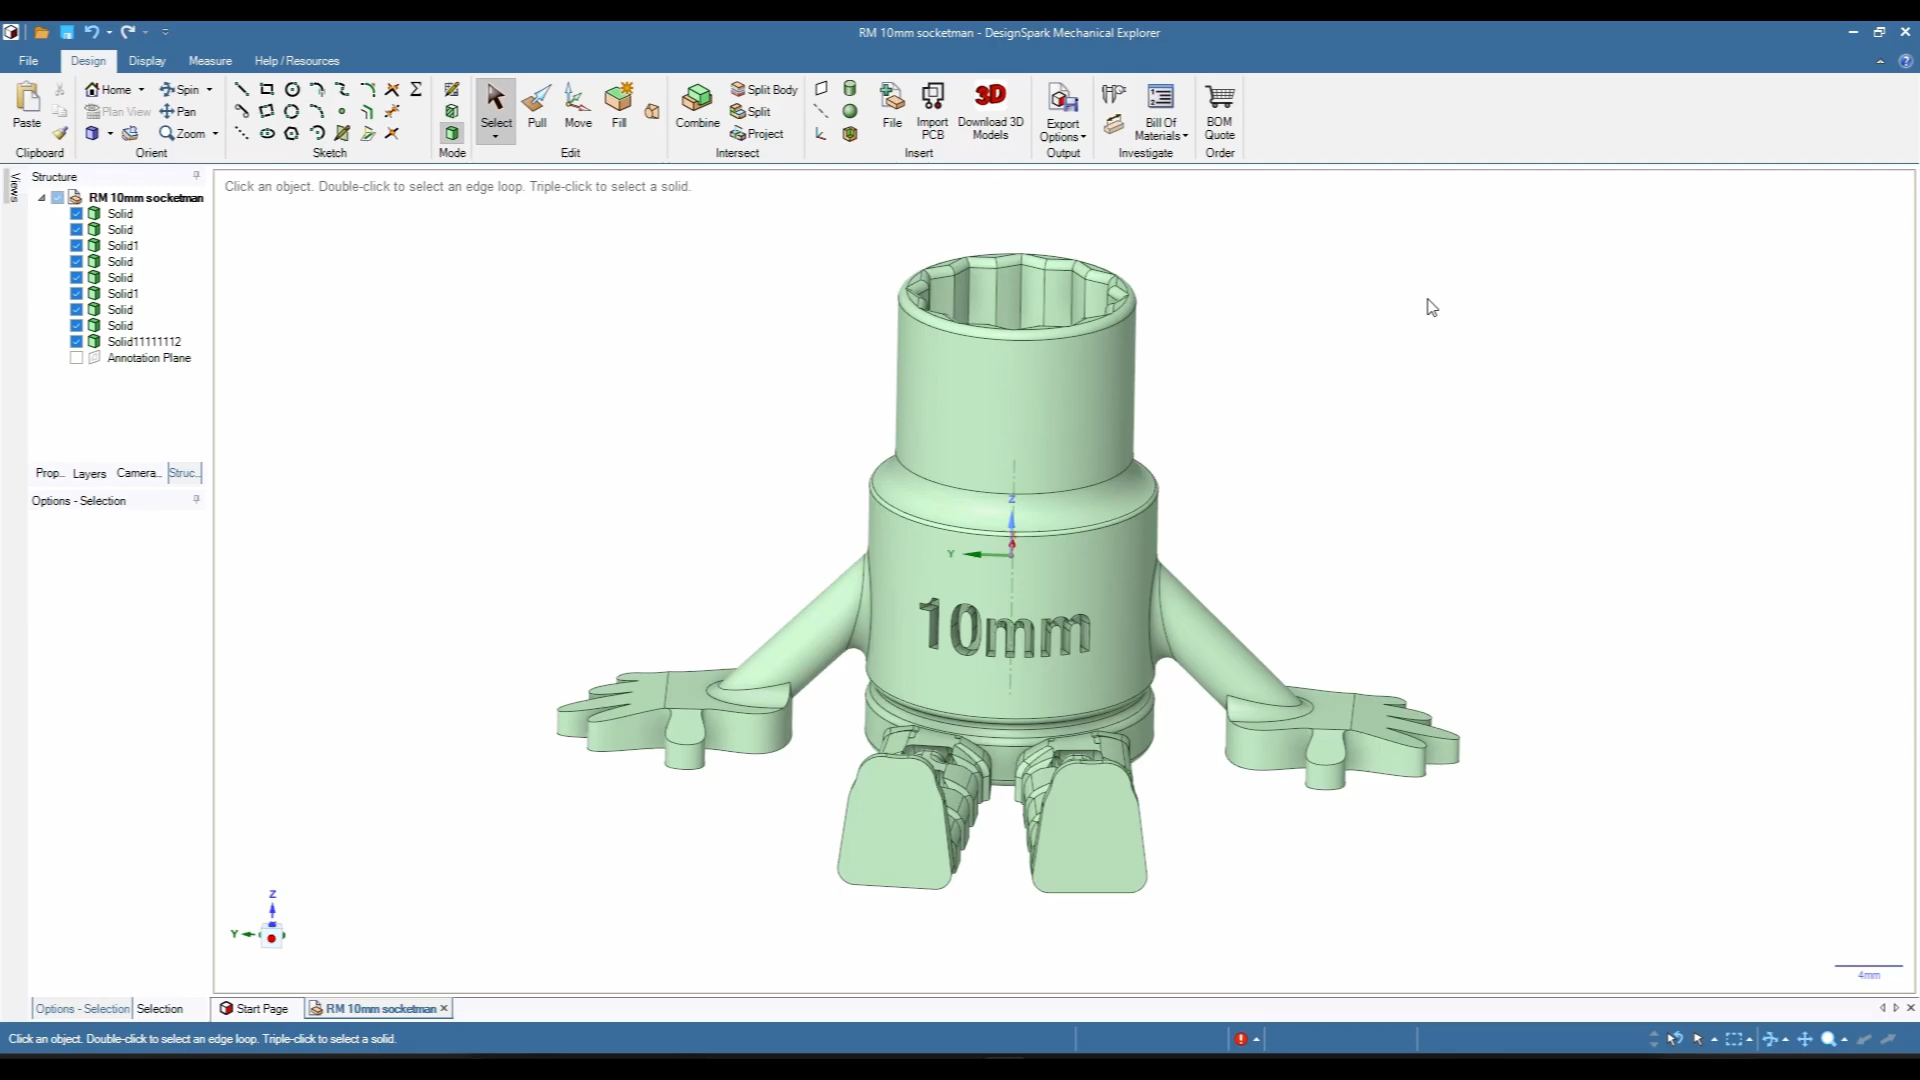 RM 10mm socketman - DesignSpark Mechanical Explorer
File Design Display Measure Help / Resources
Paste
Clipboard
Home Spin
Plan View Pan
Zoom
Orient
Sketch
Mode
Select Pull Move Fill
Edit
Combine
Split Body
Split
Project
Intersect
File Import PCB Download 3D Models
3D
Insert
Export Options
Output
Bill Of Materials
Investigate
BOM Quote
Order
Views
Structure
RM 10mm socketman
Solid
Solid
Solid1
Solid
Solid
Solid1
Solid
Solid
Solid11111112
Annotation Plane
Prop... Layers Camera... Struc...
Options - Selection
Click an object. Double-click to select an edge loop. Triple-click to select a solid.
Z
X
Y
10mm
Z
Y
4mm
Options - Selection Selection
Start Page RM 10mm socketman
Click an object. Double-click to select an edge loop. Triple-click to select a solid.